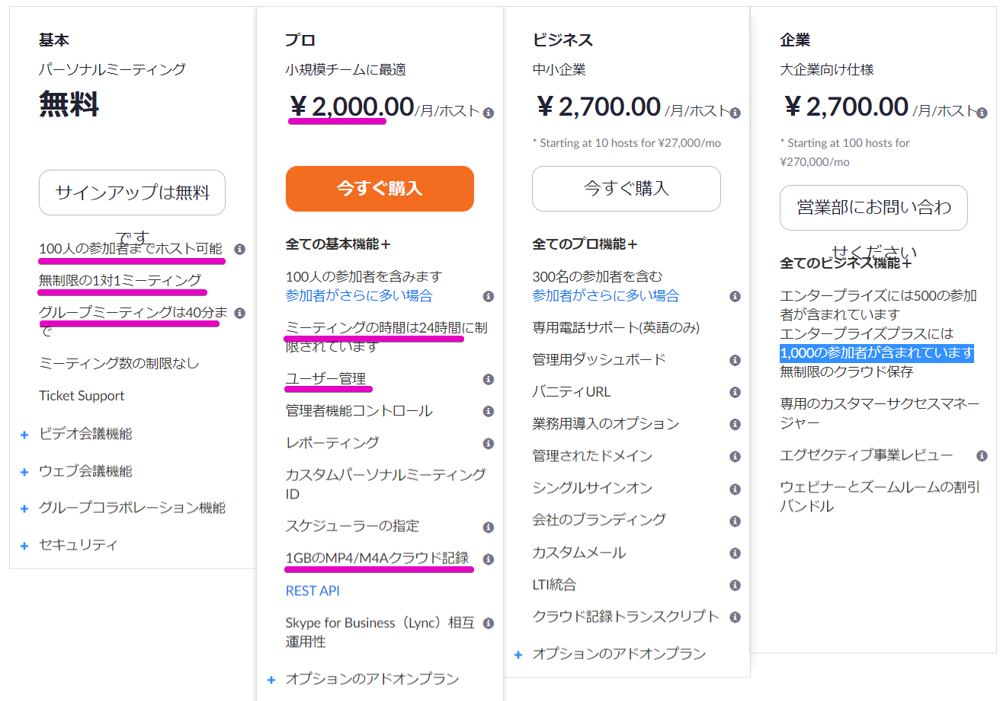 基本
パーソナルミーティング
無料
サインアップは無料
です
100人の参加者までホスト可能
無制限の1対1ミーティング
グループミーティングは40分ま
で
ミーティング数の制限なし
Ticket Support
+ ビデオ会議機能
+ ウェブ会議機能
+ グループコラボレーション機能
+ セキュリティ
プロ
小規模チームに最適
¥2,000.00/月/ホスト
今すぐ購入
全ての基本機能+
100人の参加者を含みます
参加者がさらに多い場合
ミーティングの時間は24時間に制
限されています
ユーザー管理
管理者機能コントロール
レポーティング
カスタムパーソナルミーティング
ID
スケジューラーの指定
1GBのMP4/M4Aクラウド記録
REST API
Skype for Business（Lync）相互
運用性
+ オプションのアドオンプラン
ビジネス
中小企業
¥2,700.00 /月/ホスト
* Starting at 10 hosts for ¥27,000/mo
今すぐ購入
全てのプロ機能+
300名の参加者を含む
参加者がさらに多い場合
専用電話サポート(英語のみ)
管理用ダッシュボード
バニティURL
業務用導入のオプション
管理されたドメイン
シングルサインオン
会社のブランディング
カスタムメール
LTI統合
クラウド記録トランスクリプト
+ オプションのアドオンプラン
企業
大企業向け仕様
¥2,700.00 /月/ホスト
* Starting at 100 hosts for
¥270,000/mo
営業部にお問い合わ
せください
全てのビジネス機能+
エンタープライズには500の参加
者が含まれています
エンタープライズプラスには
1,000の参加者が含まれています
無制限のクラウド保存
専用のカスタマーサクセスマネー
ジャー
エグゼクティブ事業レビュー
ウェビナーとズームルームの割引
バンドル